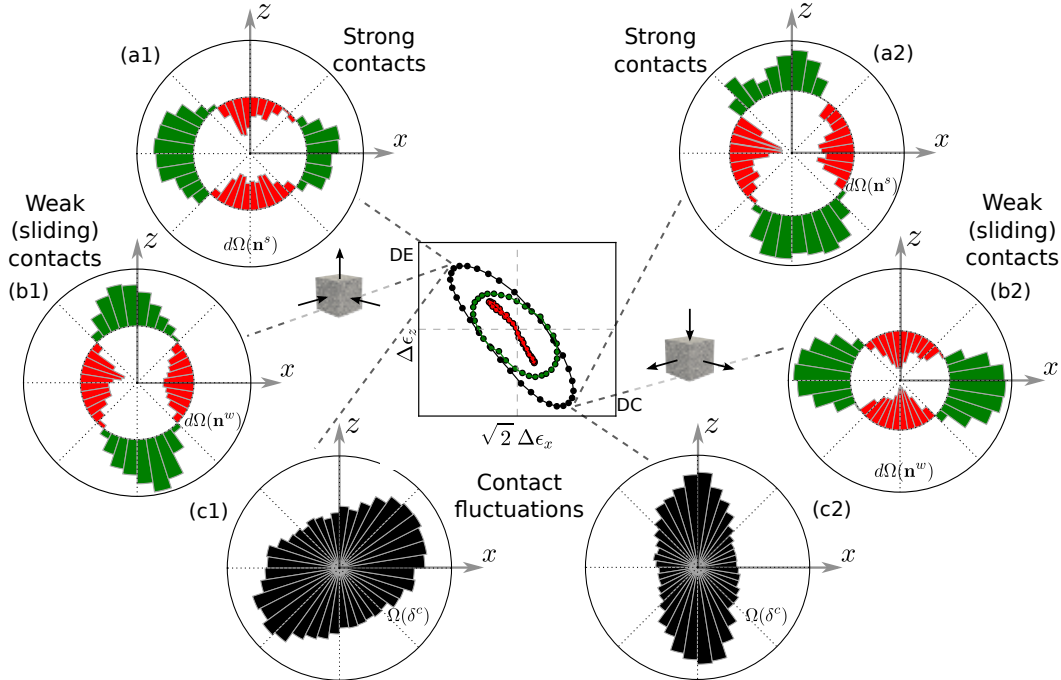 z
(a1)
Strong
contacts
x
dΩ(n^s)
z
Strong
contacts
(a2)
x
dΩ(n^s)
Weak
(sliding)
contacts
(b1)
z
x
dΩ(n^w)
DE
Δϵ_z
√2 Δϵ_x
DC
Weak
(sliding)
contacts
(b2)
z
x
dΩ(n^w)
(c1)
z
x
Ω(δ^c)
Contact
fluctuations
z
(c2)
x
Ω(δ^c)